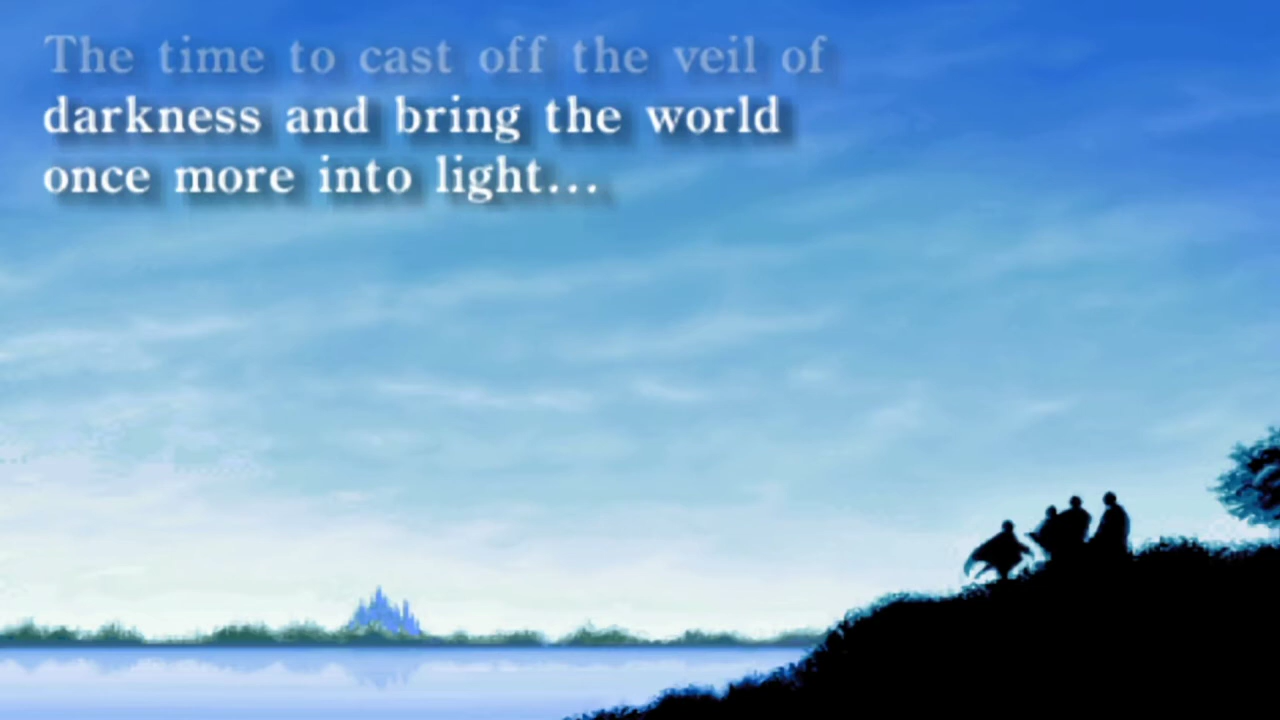 The time to cast off the veil of
darkness and bring the world
once more into light...